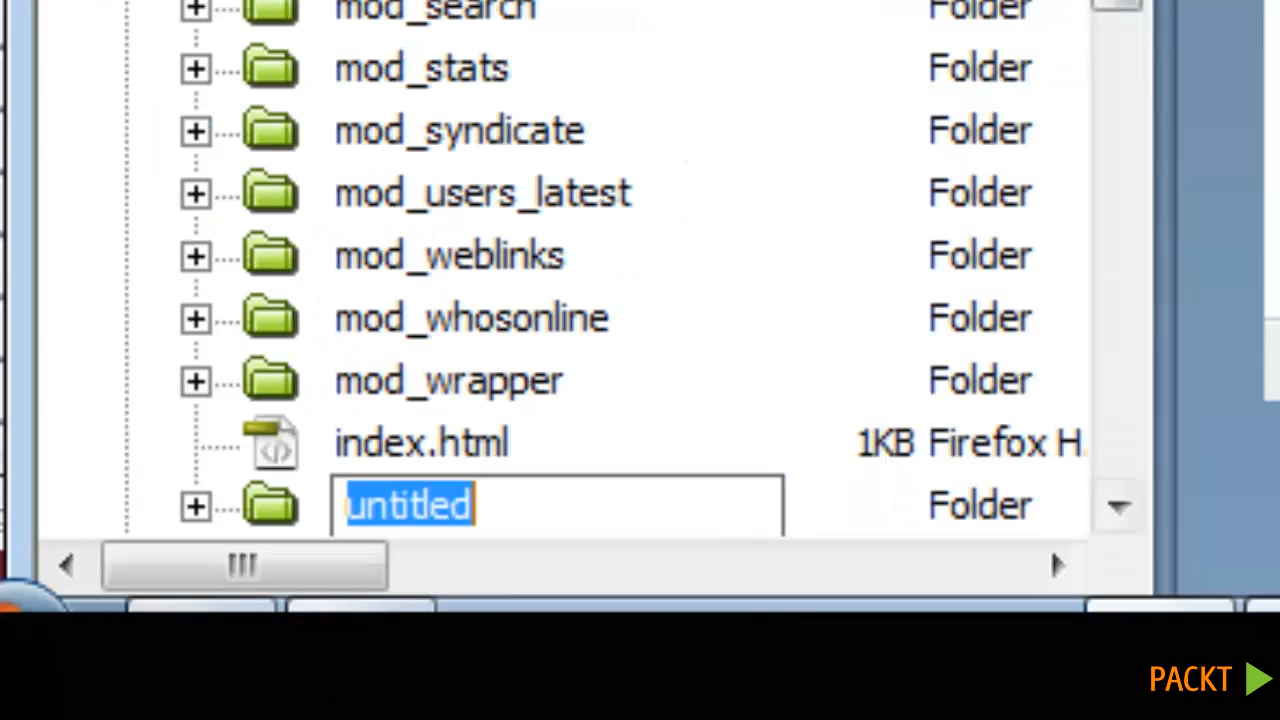 mod_search Folder
mod_stats Folder
mod_syndicate Folder
mod_users_latest Folder
mod_weblinks Folder
mod_whosonline Folder
mod_wrapper Folder
index.html 1KB Firefox H.
untitled Folder
PACKT